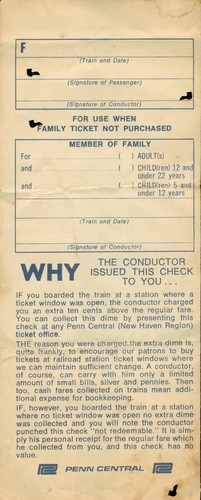 F
(Train and Date)
(Signature of Passenger)
(Signature of Conductor)
FOR USE WHEN
FAMILY TICKET NOT PURCHASED
MEMBER OF FAMILY
For ( ) ADULT(s)
and ( ) CHILD(ren) 12 and
under 22 years
and ( ) CHILD(ren) 5 and
under 12 years
(Train and Date)
(Signature of Conductor)
WHY THE CONDUCTOR
ISSUED THIS CHECK
TO YOU ...
IF you boarded the train at a station where a
ticket window was open, the conductor charged
you an extra ten cents above the regular fare.
You can collect this dime by presenting this
check at any Penn Central (New Haven Region)
ticket office.
THE reason you were charged the extra dime is,
quite frankly, to encourage our patrons to buy
tickets at railroad station ticket windows where
we can maintain sufficient change. A conductor,
of course, can carry with him only a limited
amount of small bills, silver and pennies. Then
too, cash fares collected on trains mean addi-
tional expense for bookkeeping.
IF, however, you boarded the train at a station
where no ticket window was open no extra dime
was collected and you will note the conductor
punched this check "not redeemable." It is sim-
ply his personal receipt for the regular fare which
he collected from you, and this check has no
value.
PENN CENTRAL